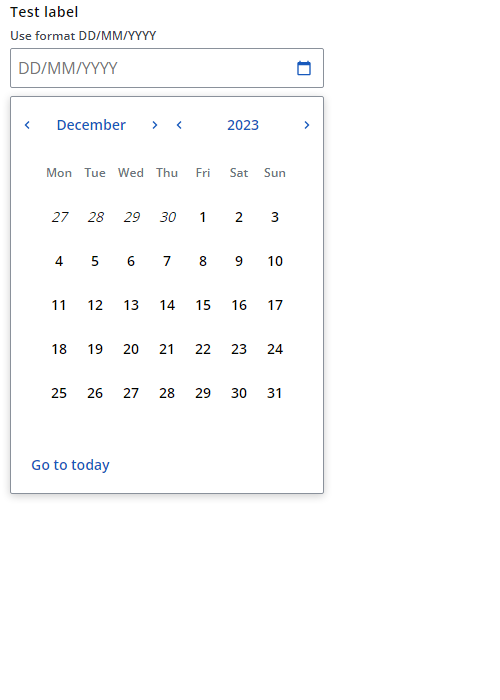 Test label
Use format DD/MM/YYYY
DD/MM/YYYY
December 2023
Mon Tue Wed Thu Fri Sat Sun
27 28 29 30 1 2 3
4 5 6 7 8 9 10
11 12 13 14 15 16 17
18 19 20 21 22 23 24
25 26 27 28 29 30 31
Go to today